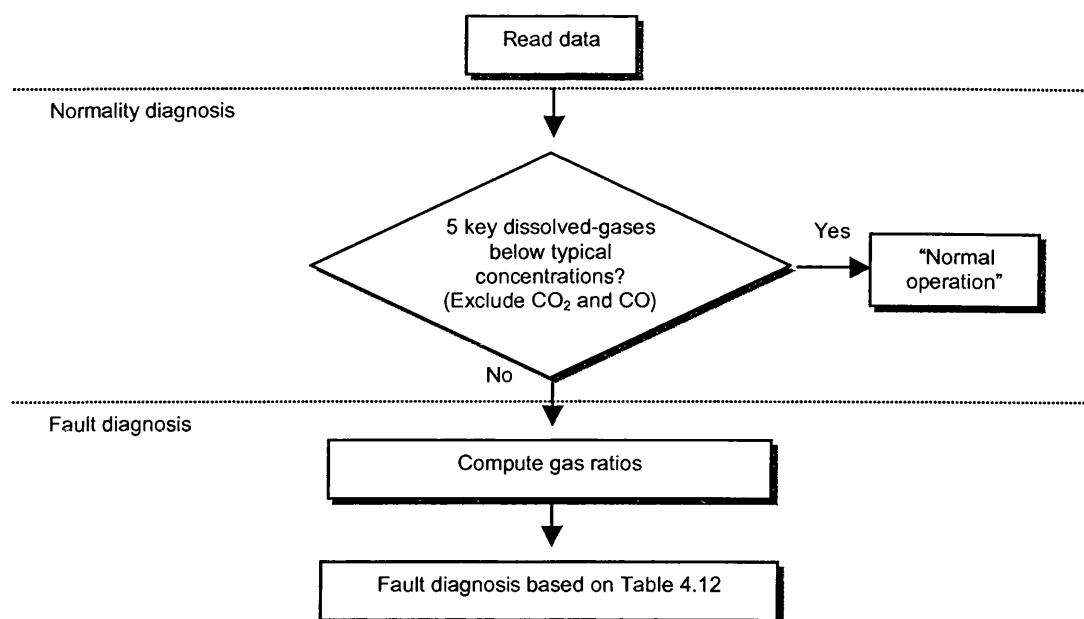 Read data
Normality diagnosis
5 key dissolved-gases
below typical
concentrations?
(Exclude CO₂ and CO)
Yes
“Normal
operation”
No
Fault diagnosis
Compute gas ratios
Fault diagnosis based on Table 4.12